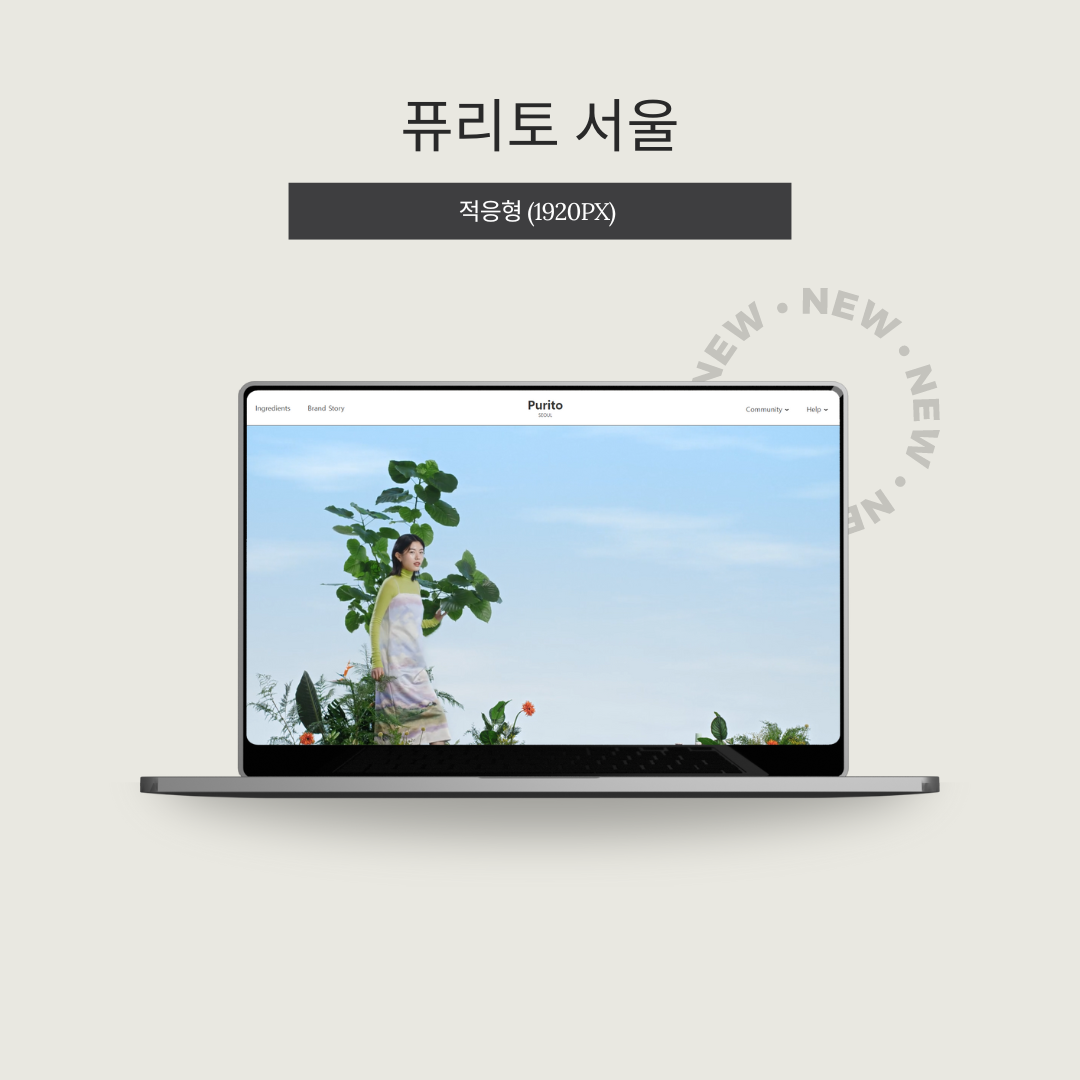 퓨리토 서울
적응형 (1920PX)
NEW • NEW • NEW • NE
Ingredients Brand Story Purito Community Help
SEOUL